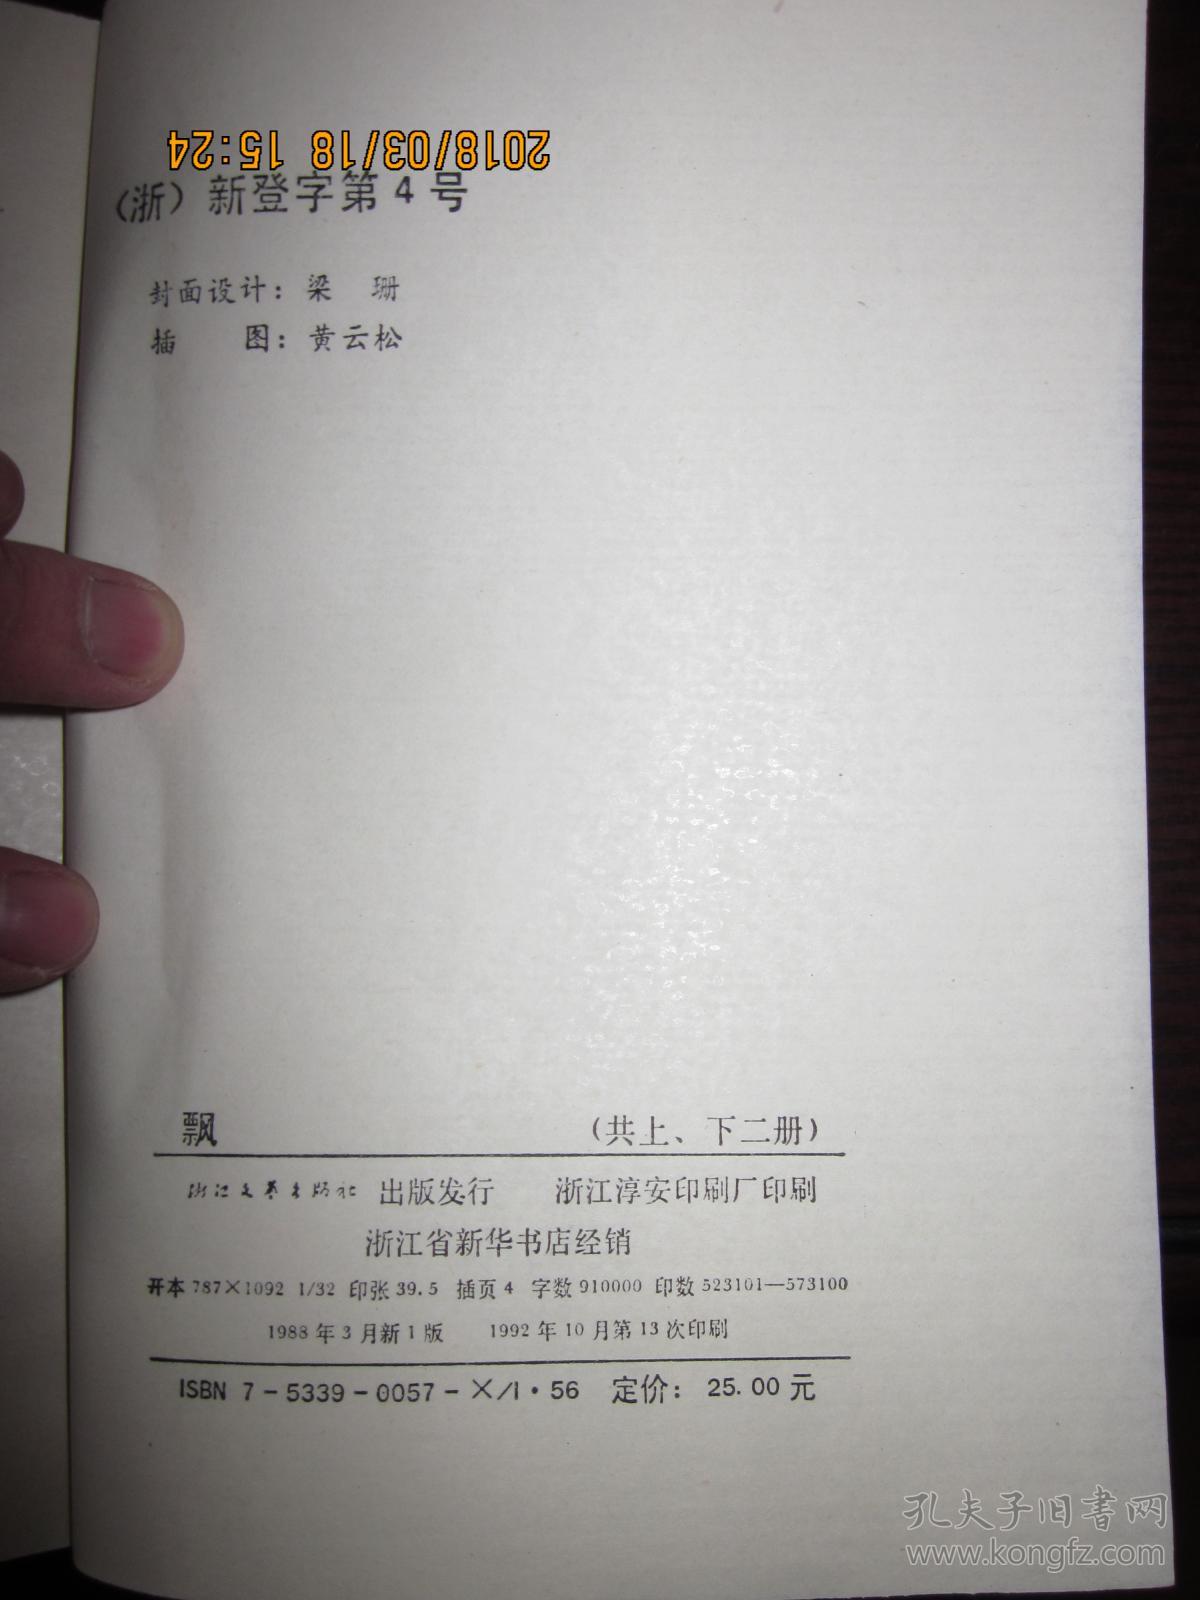 2018/03/18 15:24
（浙）新登字第4号
封面设计：梁　珊
插　　图：黄云松
飘　（共上、下二册）
浙江文艺出版社 出版发行　浙江淳安印刷厂印刷
浙江省新华书店经销
开本 787×1092 1/32 印张 39.5 插页 4 字数 910000 印数 523101—573100
1988年3月新1版　1992年10月第13次印刷
ISBN 7-5339-0057-X/I·56　定价：25.00元
孔夫子旧书网
www.kongfz.com